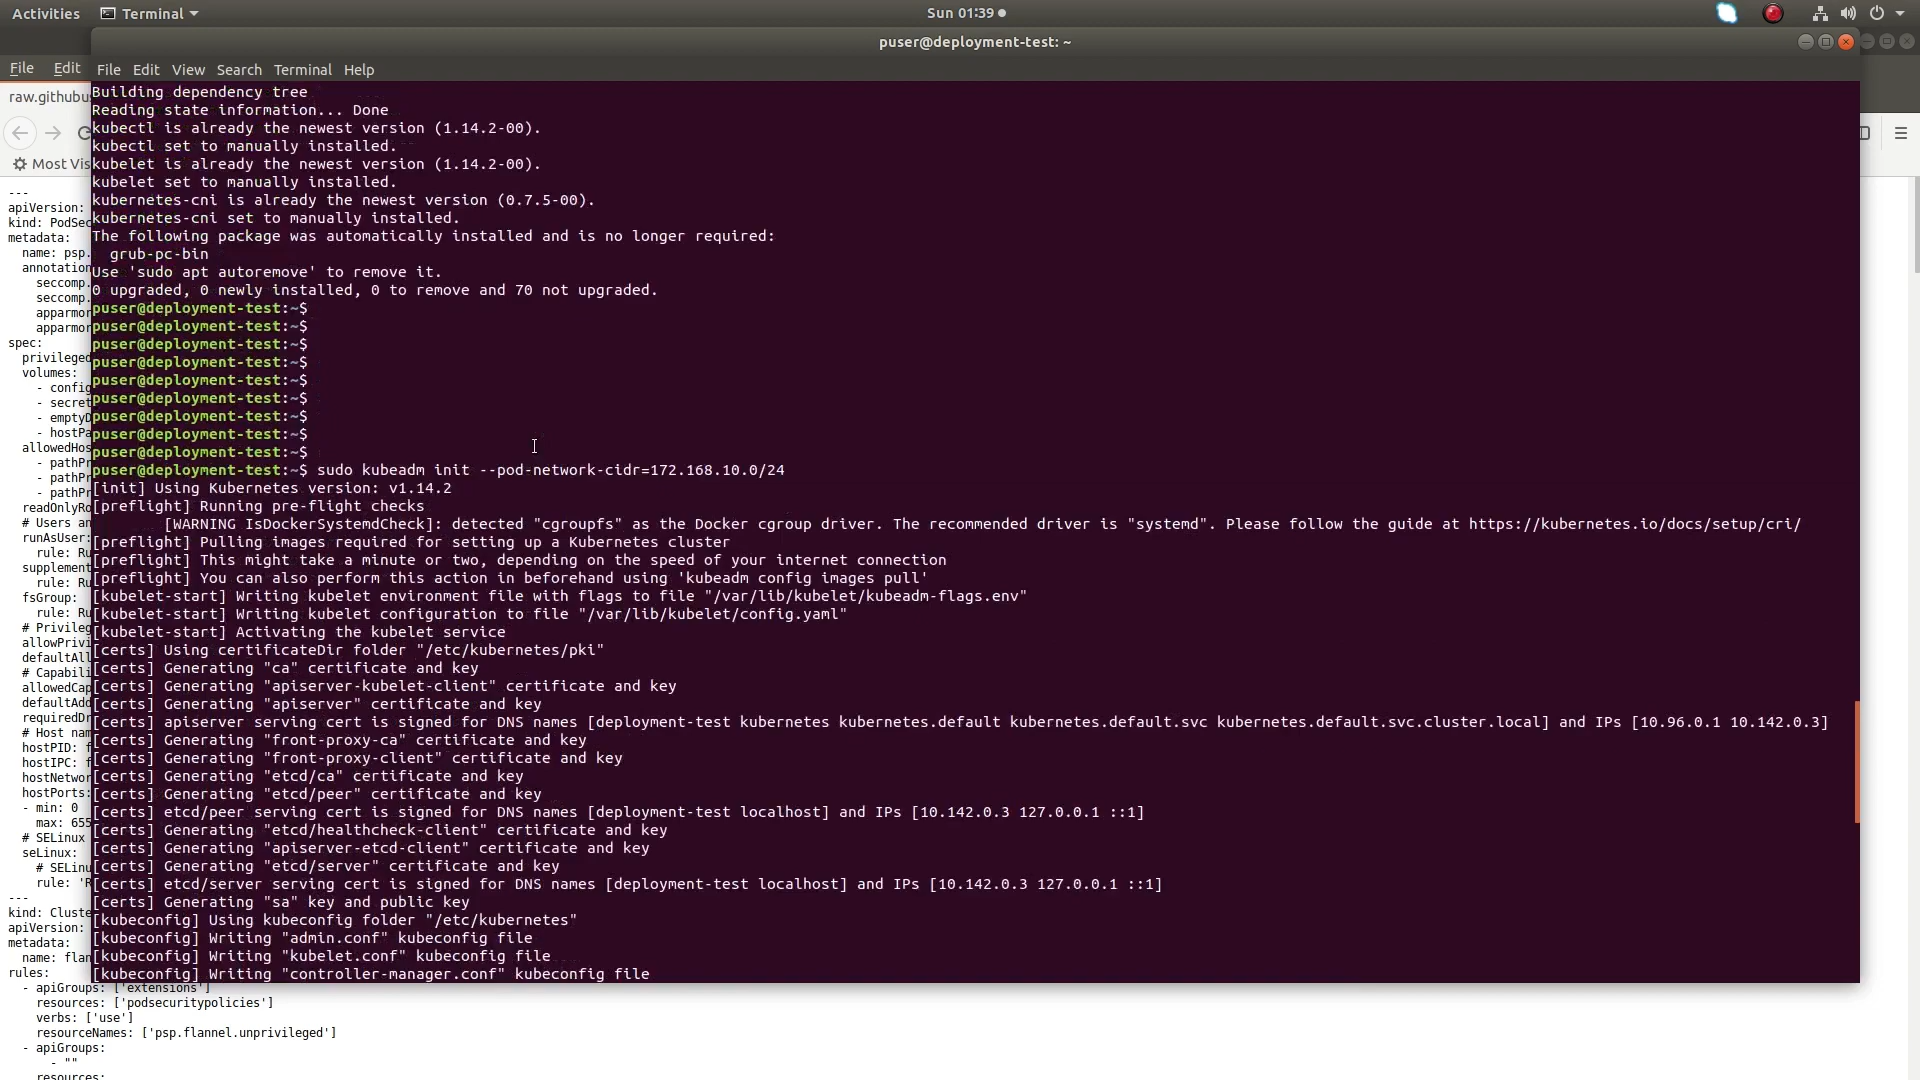 Activities
Terminal
Sun 01:39
puser@deployment-test: ~
File Edit
File Edit View Search Terminal Help
raw.githubus
Most Vis
Building dependency tree
Reading state information... Done
kubectl is already the newest version (1.14.2-00).
kubectl set to manually installed.
kubelet is already the newest version (1.14.2-00).
kubelet set to manually installed.
kubernetes-cni is already the newest version (0.7.5-00).
kubernetes-cni set to manually installed.
The following package was automatically installed and is no longer required:
grub-pc-bin
Use 'sudo apt autoremove' to remove it.
0 upgraded, 0 newly installed, 0 to remove and 70 not upgraded.
puser@deployment-test:~$
puser@deployment-test:~$
puser@deployment-test:~$
puser@deployment-test:~$
puser@deployment-test:~$
puser@deployment-test:~$
puser@deployment-test:~$
puser@deployment-test:~$
puser@deployment-test:~$
puser@deployment-test:~$ sudo kubeadm init --pod-network-cidr=172.168.10.0/24
[init] Using Kubernetes version: v1.14.2
[preflight] Running pre-flight checks
[WARNING IsDockerSystemdCheck]: detected "cgroupfs" as the Docker cgroup driver. The recommended driver is "systemd". Please follow the guide at https://kubernetes.io/docs/setup/cri/
[preflight] Pulling images required for setting up a Kubernetes cluster
[preflight] This might take a minute or two, depending on the speed of your internet connection
[preflight] You can also perform this action in beforehand using 'kubeadm config images pull'
[kubelet-start] Writing kubelet environment file with flags to file "/var/lib/kubelet/kubeadm-flags.env"
[kubelet-start] Writing kubelet configuration to file "/var/lib/kubelet/config.yaml"
[kubelet-start] Activating the kubelet service
[certs] Using certificateDir folder "/etc/kubernetes/pki"
[certs] Generating "ca" certificate and key
[certs] Generating "apiserver-kubelet-client" certificate and key
[certs] Generating "apiserver" certificate and key
[certs] apiserver serving cert is signed for DNS names [deployment-test kubernetes kubernetes.default kubernetes.default.svc kubernetes.default.svc.cluster.local] and IPs [10.96.0.1 10.142.0.3]
[certs] Generating "front-proxy-ca" certificate and key
[certs] Generating "front-proxy-client" certificate and key
[certs] Generating "etcd/ca" certificate and key
[certs] Generating "etcd/peer" certificate and key
[certs] etcd/peer serving cert is signed for DNS names [deployment-test localhost] and IPs [10.142.0.3 127.0.0.1 ::1]
[certs] Generating "etcd/healthcheck-client" certificate and key
[certs] Generating "apiserver-etcd-client" certificate and key
[certs] Generating "etcd/server" certificate and key
[certs] etcd/server serving cert is signed for DNS names [deployment-test localhost] and IPs [10.142.0.3 127.0.0.1 ::1]
[certs] Generating "sa" key and public key
[kubeconfig] Using kubeconfig folder "/etc/kubernetes"
[kubeconfig] Writing "admin.conf" kubeconfig file
[kubeconfig] Writing "kubelet.conf" kubeconfig file
[kubeconfig] Writing "controller-manager.conf" kubeconfig file
---
apiVersion:
kind: PodSec
metadata:
name: psp.
annotation
seccomp.
seccomp.
apparmor
apparmor
spec:
privileged
volumes:
- config
- secret
- emptyD
- hostPa
allowedHos
- pathPr
- pathPr
- pathPr
readOnlyRo
# Users an
runAsUser:
rule: Ru
supplement
rule: Ru
fsGroup:
rule: Ru
# Privileg
allowPrivi
defaultAll
# Capabili
allowedCap
defaultAdd
requiredDr
# Host nam
hostPID: f
hostIPC: f
hostNetwor
hostPorts:
- min: 0
max: 655
# SELinux
seLinux:
# SELinu
rule: 'R
---
kind: Cluste
apiVersion:
metadata:
name: flan
rules:
- apiGroups: ['extensions']
resources: ['podsecuritypolicies']
verbs: ['use']
resourceNames: ['psp.flannel.unprivileged']
- apiGroups:
- ""
resources: